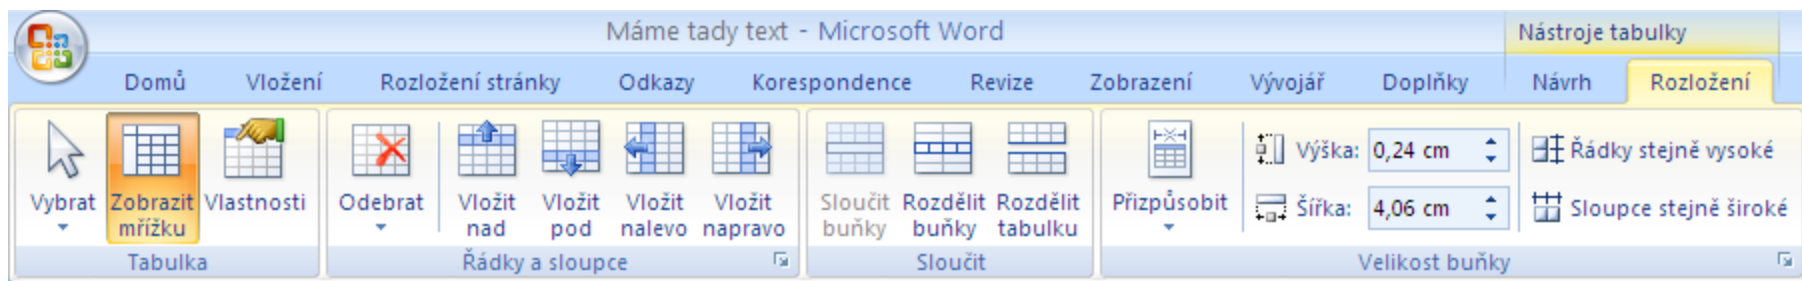 Máme tady text - Microsoft Word
Nástroje tabulky
Domů Vložení Rozložení stránky Odkazy Korespondence Revize Zobrazení Vývojář Doplňky Návrh Rozložení
Vybrat
Zobrazit
mřížku
Vlastnosti
Tabulka
Odebrat
Vložit
nad
Vložit
pod
Vložit
nalevo
Vložit
napravo
Řádky a sloupce
Sloučit
buňky
Rozdělit
buňky
Rozdělit
tabulku
Sloučit
Přizpůsobit
Výška: 0,24 cm
Šířka: 4,06 cm
Řádky stejně vysoké
Sloupce stejně široké
Velikost buňky